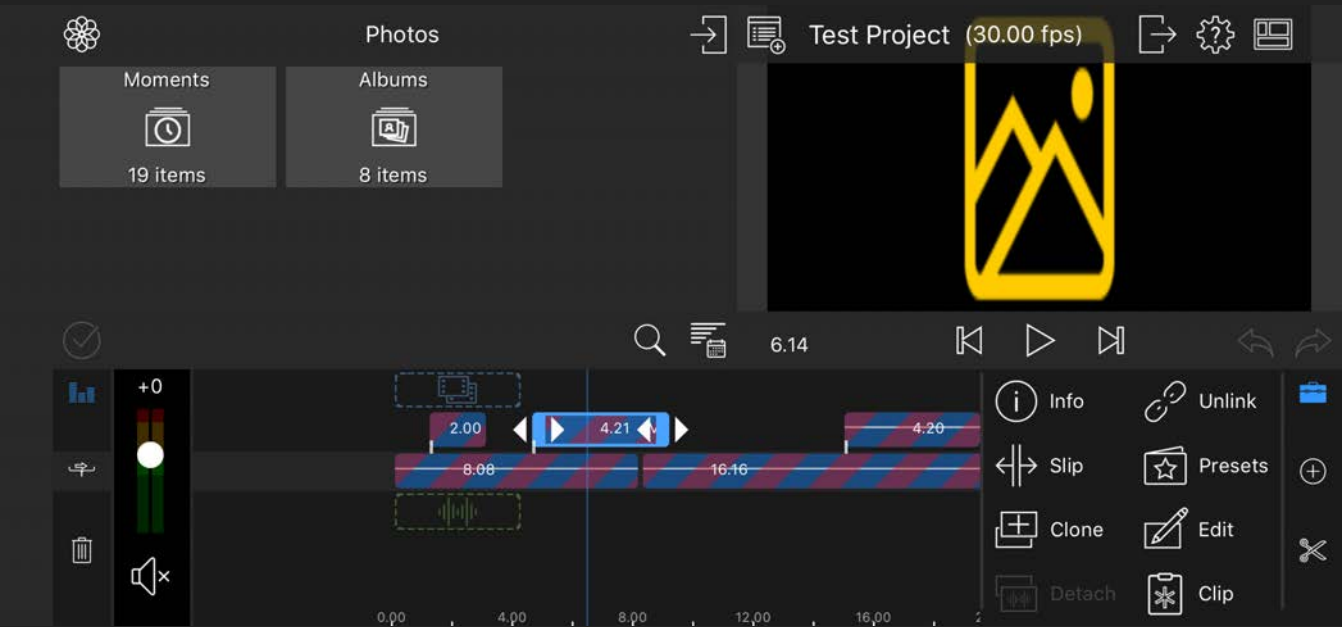 Photos
Test Project (30.00 fps)
Moments
Albums
19 items
8 items
6.14
+0
Info
Unlink
2.00
4.21
4.20
8.08
16.16
Slip
Presets
Clone
Edit
Detach
Clip
0.00
4.00
8.00
12.00
16.00